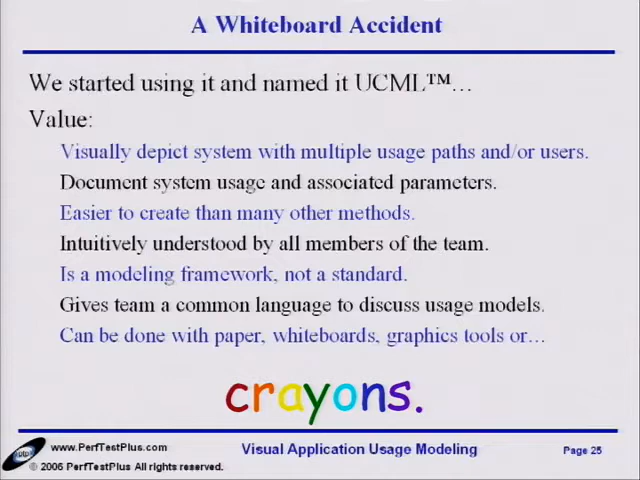 A Whiteboard Accident
We started using it and named it UCML™…
Value:
Visually depict system with multiple usage paths and/or users.
Document system usage and associated parameters.
Easier to create than many other methods.
Intuitively understood by all members of the team.
Is a modeling framework, not a standard.
Gives team a common language to discuss usage models.
Can be done with paper, whiteboards, graphics tools or…
crayons.
www.PerfTestPlus.com
Visual Application Usage Modeling
Page 25
© 2006 PerfTestPlus All rights reserved.